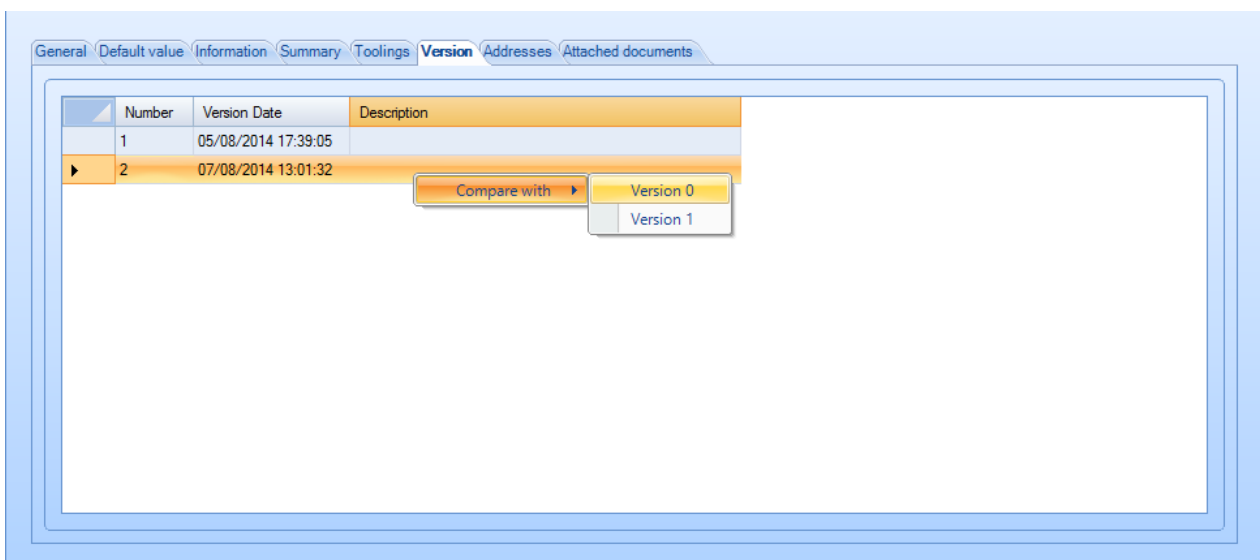 General Default value Information Summary Toolings Version Addresses Attached documents
Number Version Date Description
1 05/08/2014 17:39:05
2 07/08/2014 13:01:32
Compare with Version 0
Version 1